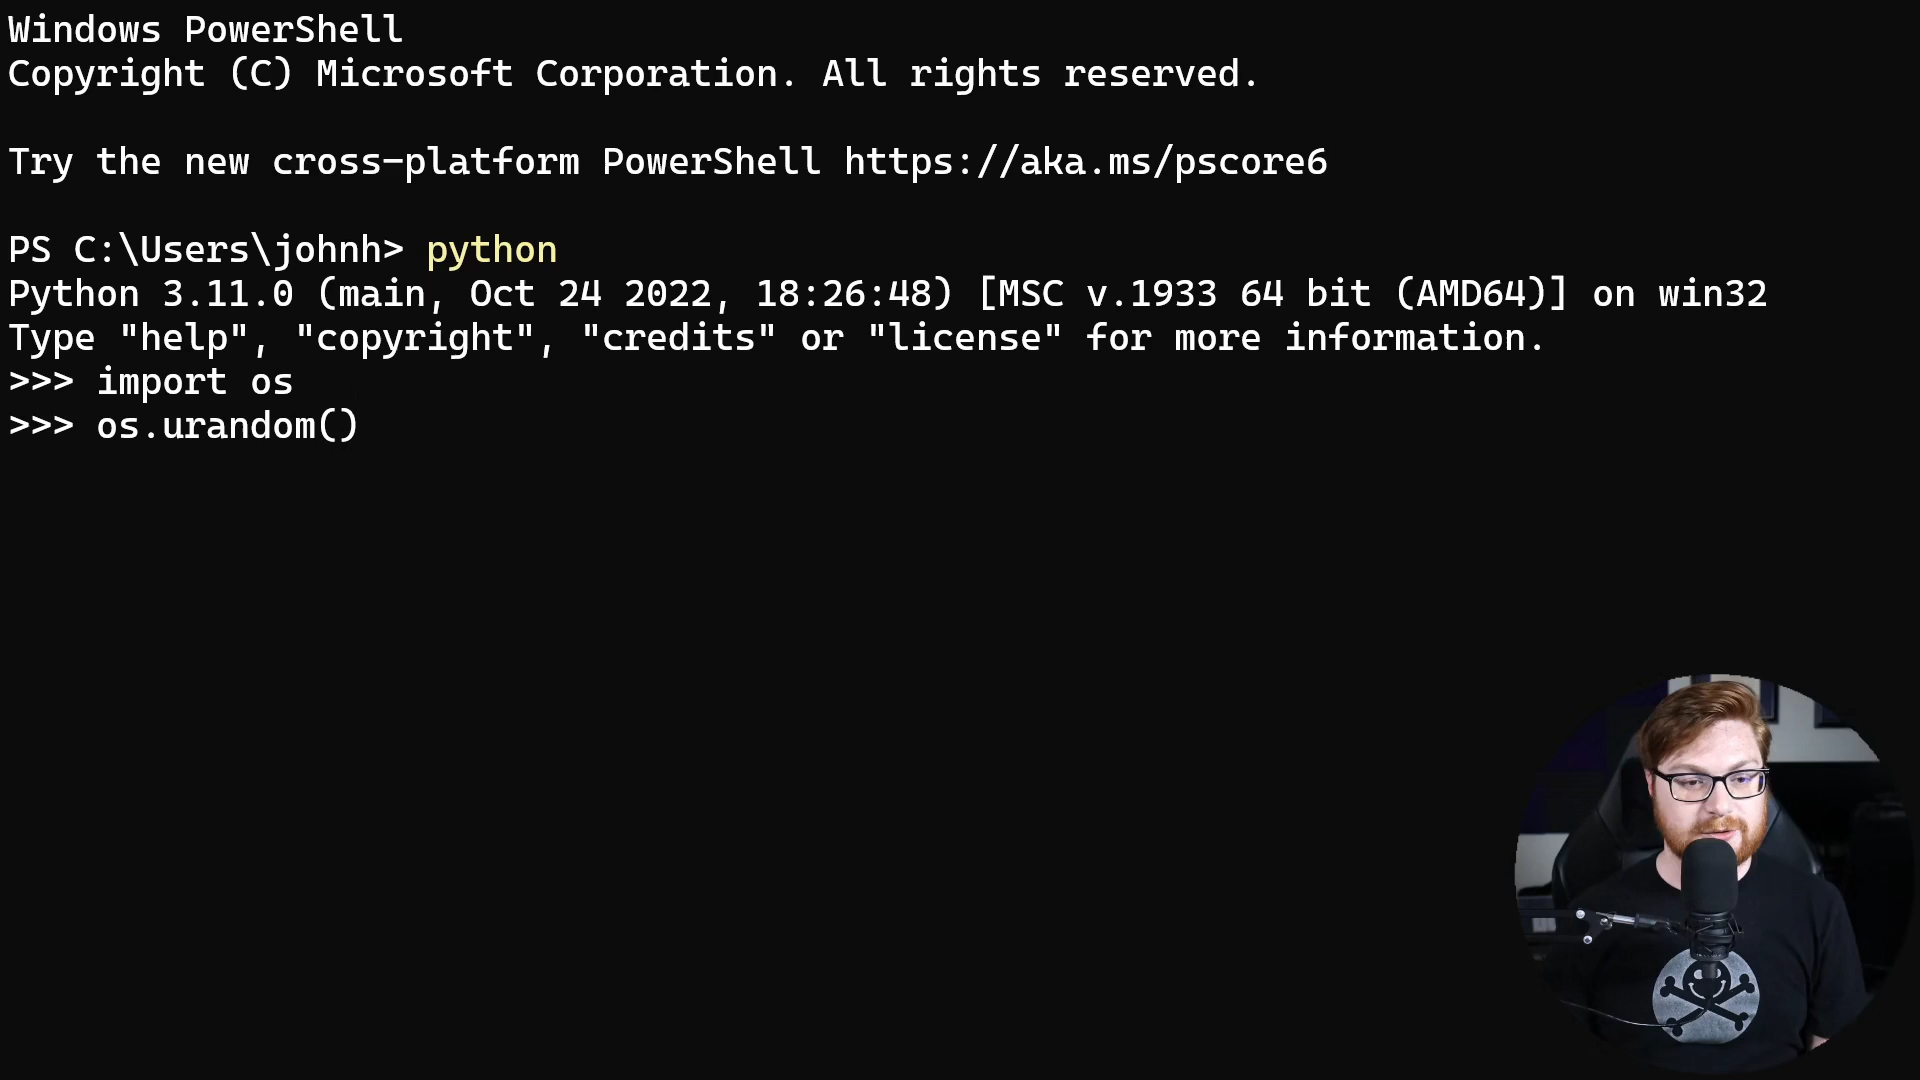 Windows PowerShell
Copyright (C) Microsoft Corporation. All rights reserved.
Try the new cross-platform PowerShell https://aka.ms/pscore6
PS C:\Users\johnh> python
Python 3.11.0 (main, Oct 24 2022, 18:26:48) [MSC v.1933 64 bit (AMD64)] on win32
Type "help", "copyright", "credits" or "license" for more information.
>>> import os
>>> os.urandom()